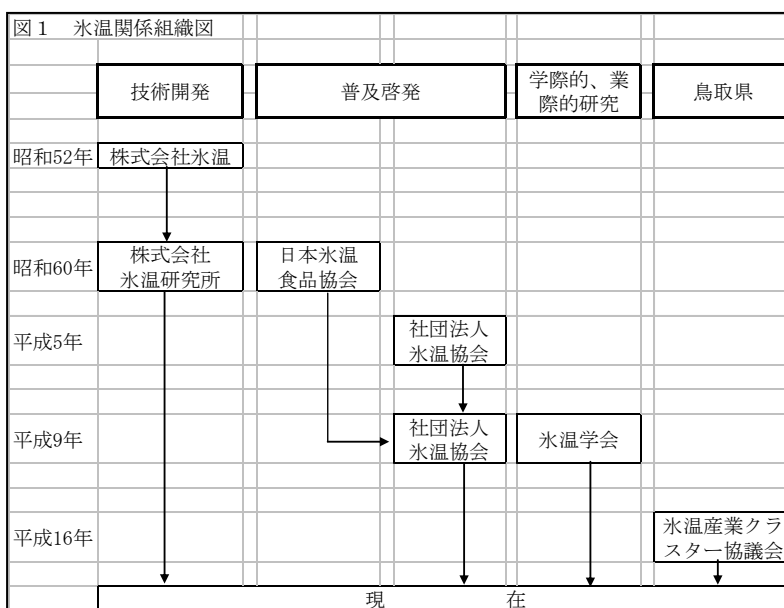 図1　氷温関係組織図
技術開発
普及啓発
学際的、業
際的研究
鳥取県
昭和52年
株式会社氷温
昭和60年
株式会社
氷温研究所
日本氷温
食品協会
平成5年
社団法人
氷温協会
平成9年
社団法人
氷温協会
氷温学会
平成16年
氷温産業クラ
スター協議会
現　　　在